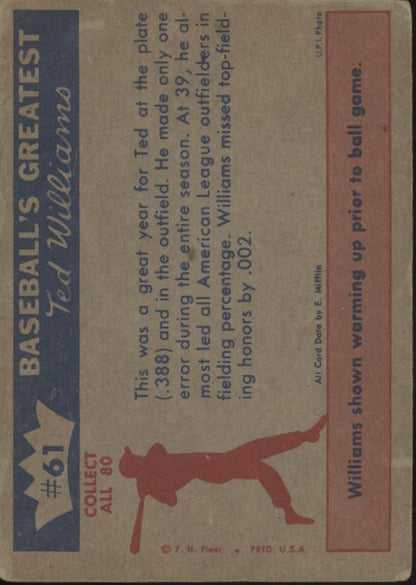 #61
BASEBALL'S GREATEST
Ted Williams
COLLECT
ALL 80
This was a great year for Ted at the plate
(.388) and in the outfield. He made only one
error during the entire season. At 39, he al-
most led all American League outfielders in
fielding percentage. Williams missed top-field-
ing honors by .002.
© F. H. Fleer • PRTD. U.S.A.
All Card Data by E. Mifflin
U.P.I. Photo
Williams shown warming up prior to ball game.